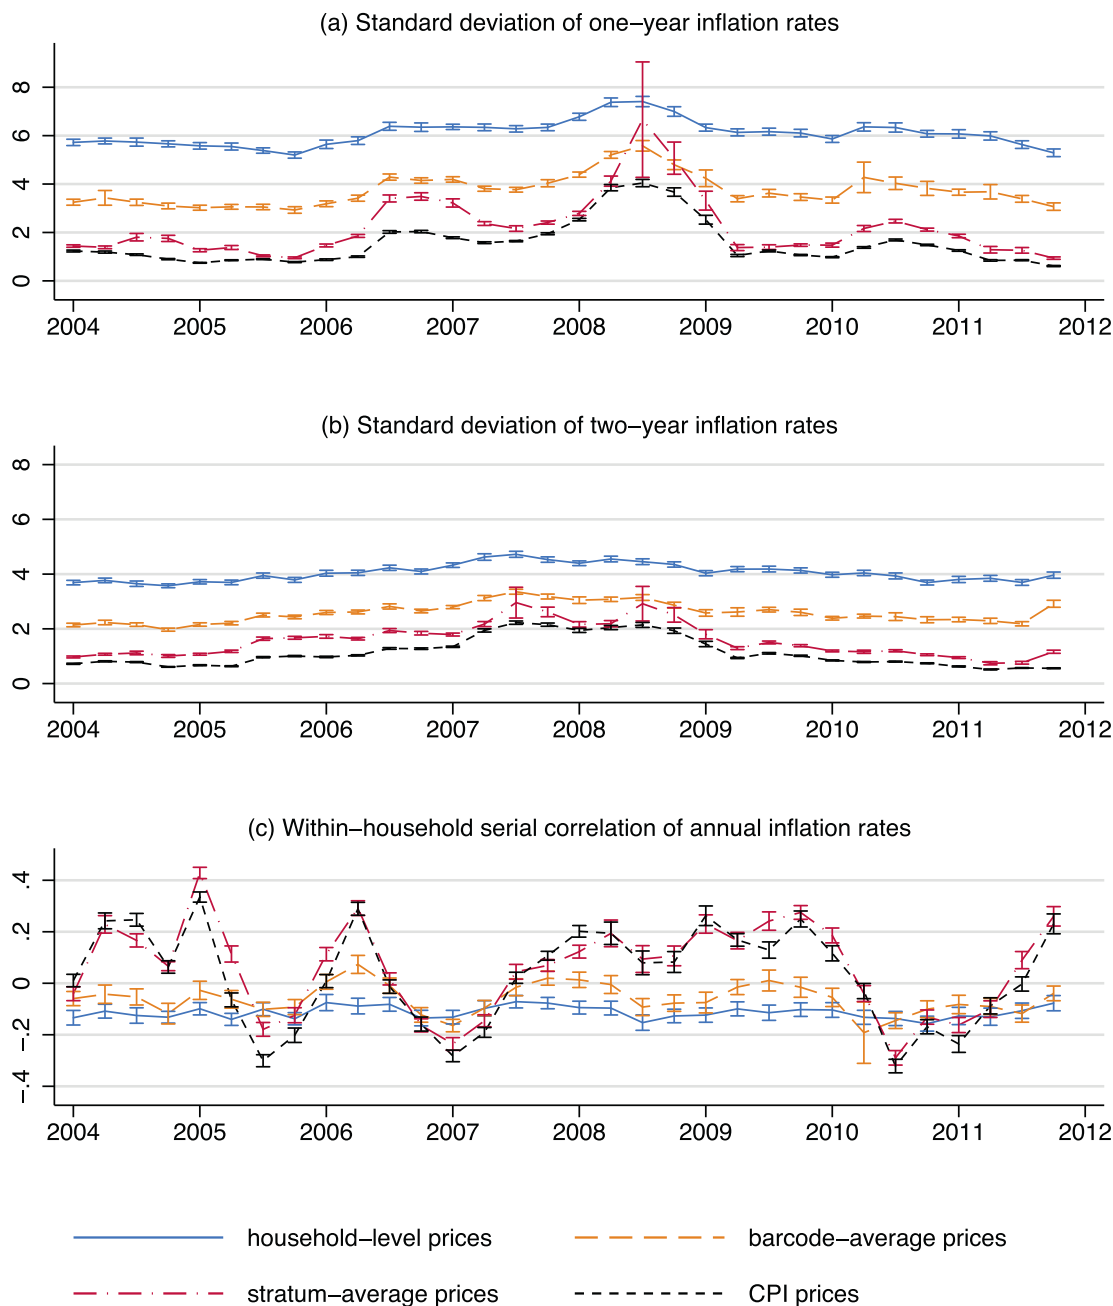 (a) Standard deviation of one−year inflation rates
8
6
4
2
0
2004 2005 2006 2007 2008 2009 2010 2011 2012
(b) Standard deviation of two−year inflation rates
8
6
4
2
0
2004 2005 2006 2007 2008 2009 2010 2011 2012
(c) Within−household serial correlation of annual inflation rates
.4
.2
0
−.2
−.4
2004 2005 2006 2007 2008 2009 2010 2011 2012
household−level prices barcode−average prices
stratum−average prices CPI prices